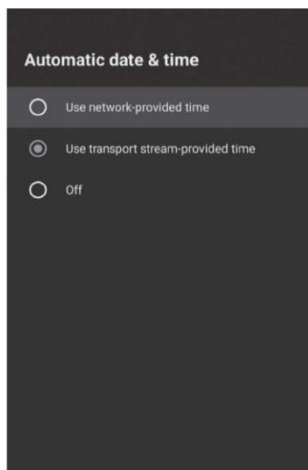 Automatic date & time
Use network-provided time
Use transport stream-provided time
Off